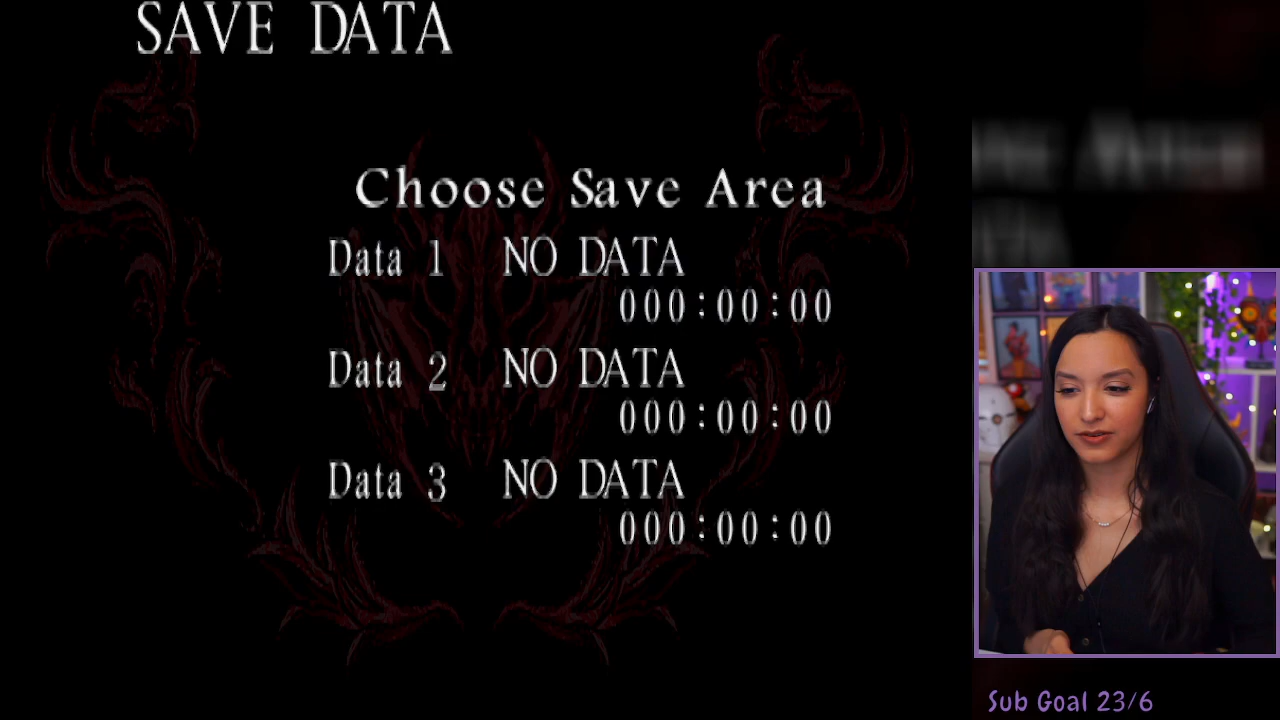 SAVE DATA
Choose Save Area
Data 1 NO DATA
000:00:00
Data 2 NO DATA
000:00:00
Data 3 NO DATA
000:00:00
Sub Goal 23/6